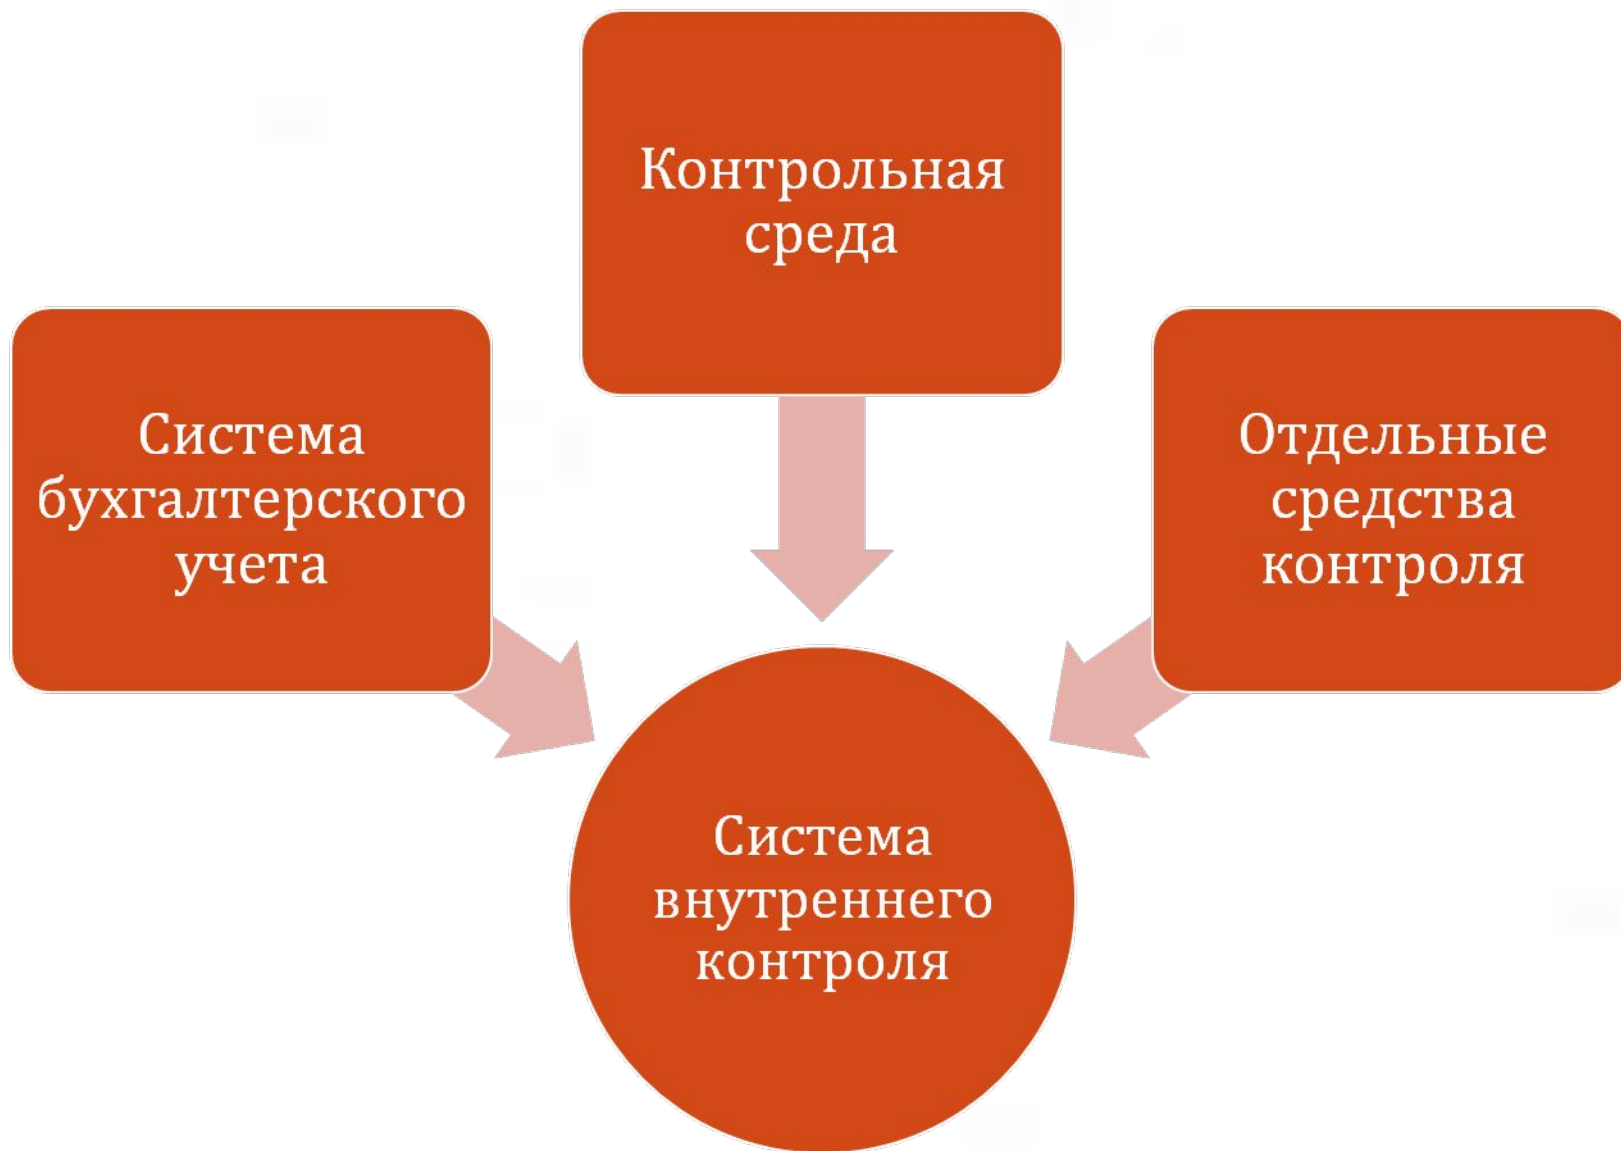 Контрольная
среда
Система
бухгалтерского
учета
Отдельные
средства
контроля
Система
внутреннего
контроля